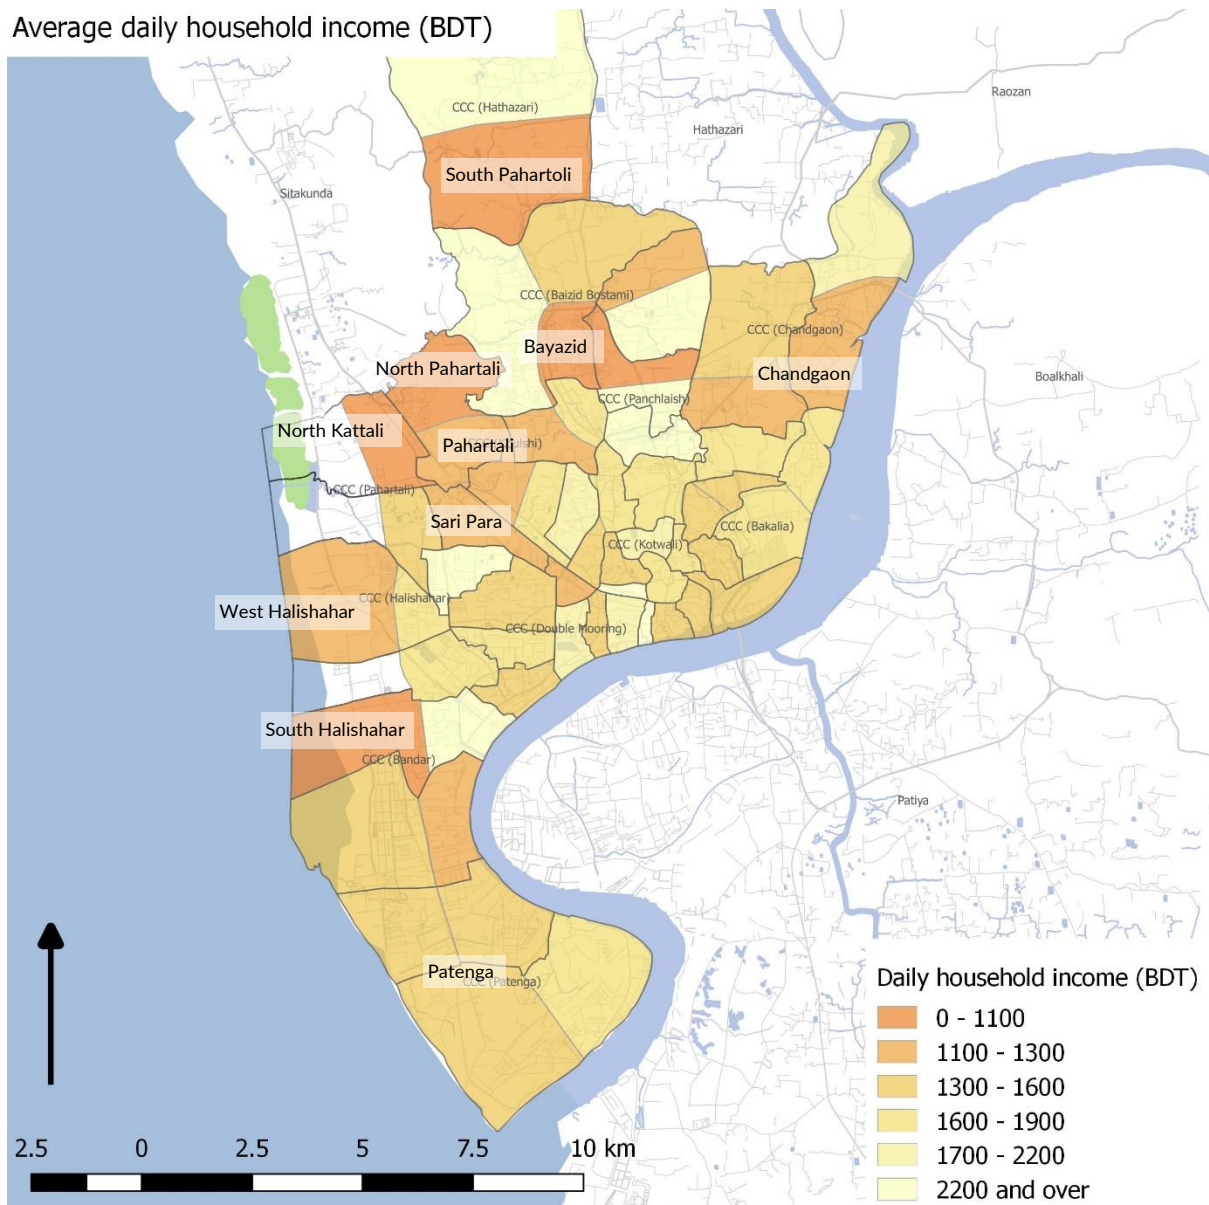 Average daily household income (BDT)
CCC (Hathazari)
Raozan
Hathazari
South Pahartoli
Sitakunda
CCC (Baizid Bostami)
CCC (Chandgaon)
Bayazid
North Pahartali
Chandgaon
Boalkhali
CCC (Panchlaish)
North Kattali
Pahartali
CCC (Pahartali)
Sari Para
CCC (Bakalia)
CCC (Kotwali)
CCC (Halishahar)
West Halishahar
CCC (Double Mooring)
South Halishahar
CCC (Bandar)
Patiya
Patenga
CCC (Patenga)
Daily household income (BDT)
0 - 1100
1100 - 1300
1300 - 1600
1600 - 1900
1700 - 2200
2200 and over
2.5 0 2.5 5 7.5 10 km